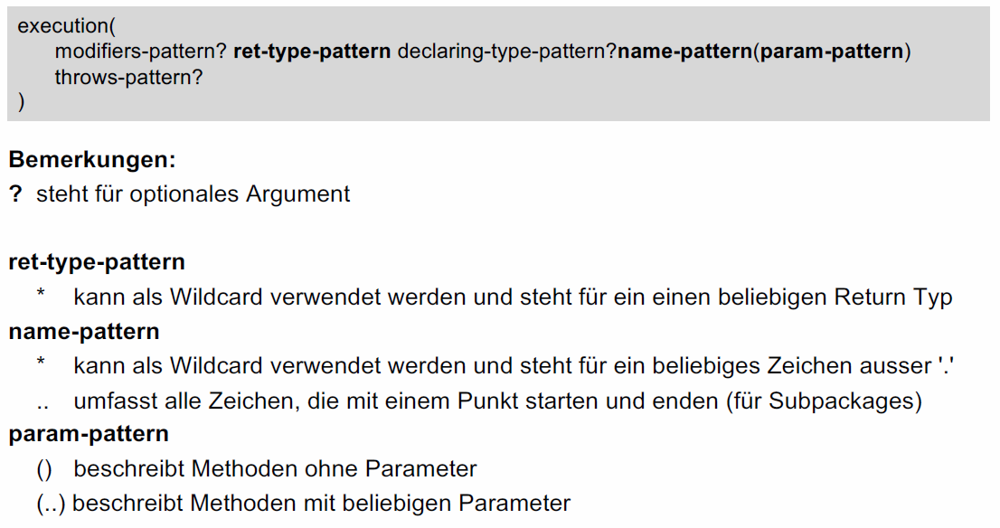 execution(
modifiers-pattern? ret-type-pattern declaring-type-pattern?name-pattern(param-pattern)
throws-pattern?
)
Bemerkungen:
? steht für optionales Argument
ret-type-pattern
* kann als Wildcard verwendet werden und steht für ein einen beliebigen Return Typ
name-pattern
* kann als Wildcard verwendet werden und steht für ein beliebiges Zeichen ausser '.'
.. umfasst alle Zeichen, die mit einem Punkt starten und enden (für Subpackages)
param-pattern
() beschreibt Methoden ohne Parameter
(..) beschreibt Methoden mit beliebigen Parameter